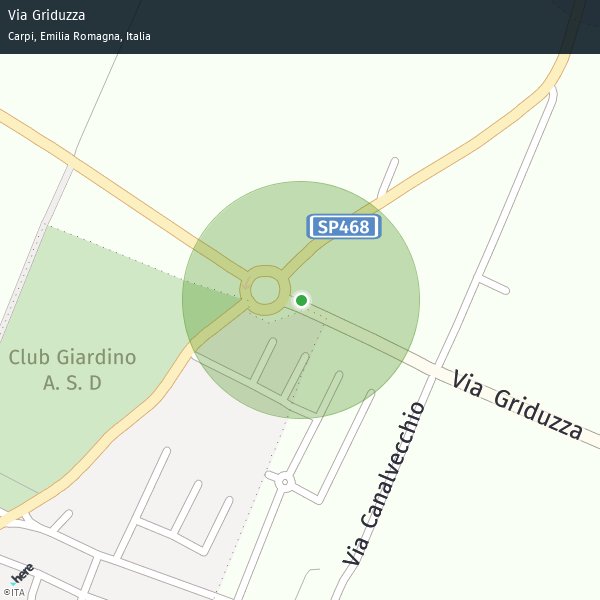 Via Griduzza
Carpi, Emilia Romagna, Italia
SP468
Club Giardino
A. S. D
Via Griduzza
Via Canalvecchio
here
©ITA